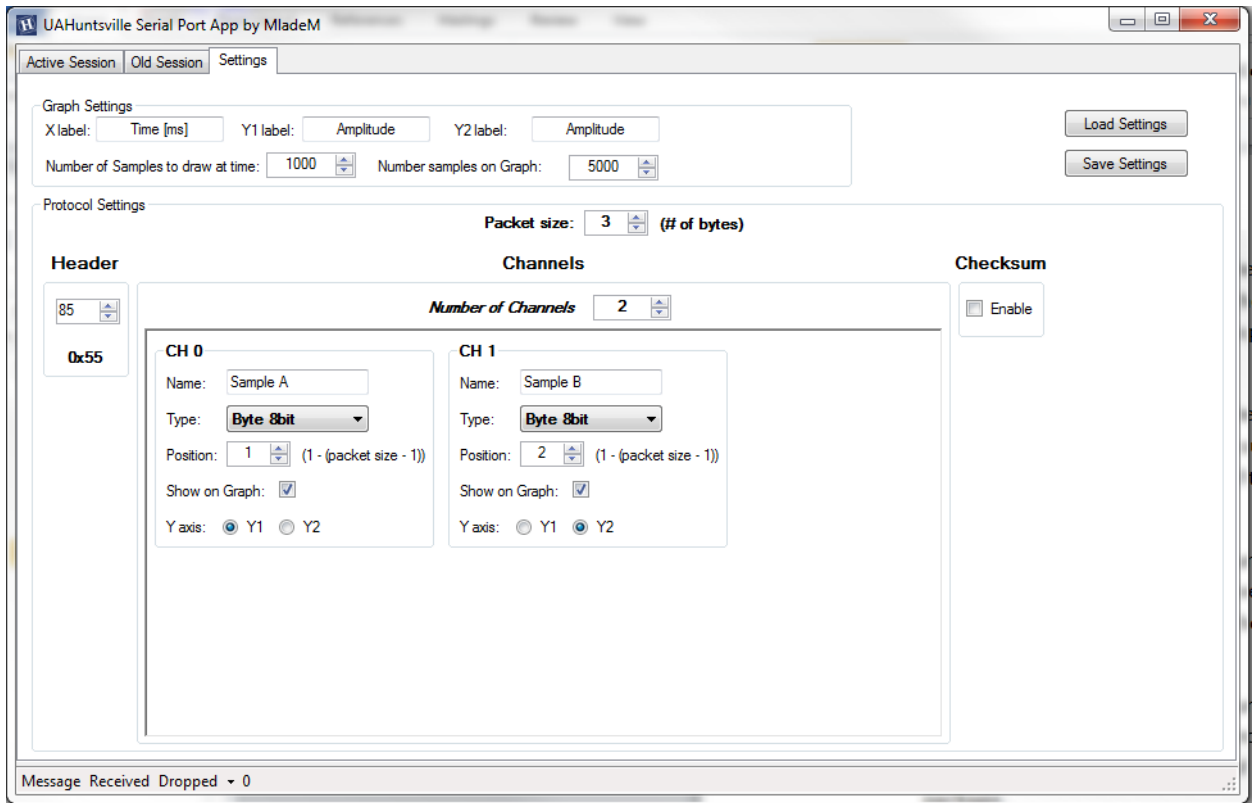 UAHuntsville Serial Port App by MladeM
Active Session Old Session Settings
Graph Settings
X label: Time [ms] Y1 label: Amplitude Y2 label: Amplitude
Load Settings
Number of Samples to draw at time: 1000 Number samples on Graph: 5000
Save Settings
Protocol Settings
Packet size: 3 (# of bytes)
Header Channels Checksum
85 Number of Channels 2 Enable
0x55
CH 0 CH 1
Name: Sample A Name: Sample B
Type: Byte 8bit Type: Byte 8bit
Position: 1 (1 - (packet size - 1)) Position: 2 (1 - (packet size - 1))
Show on Graph: Show on Graph:
Y axis: Y1 Y2 Y axis: Y1 Y2
Message Received Dropped 0